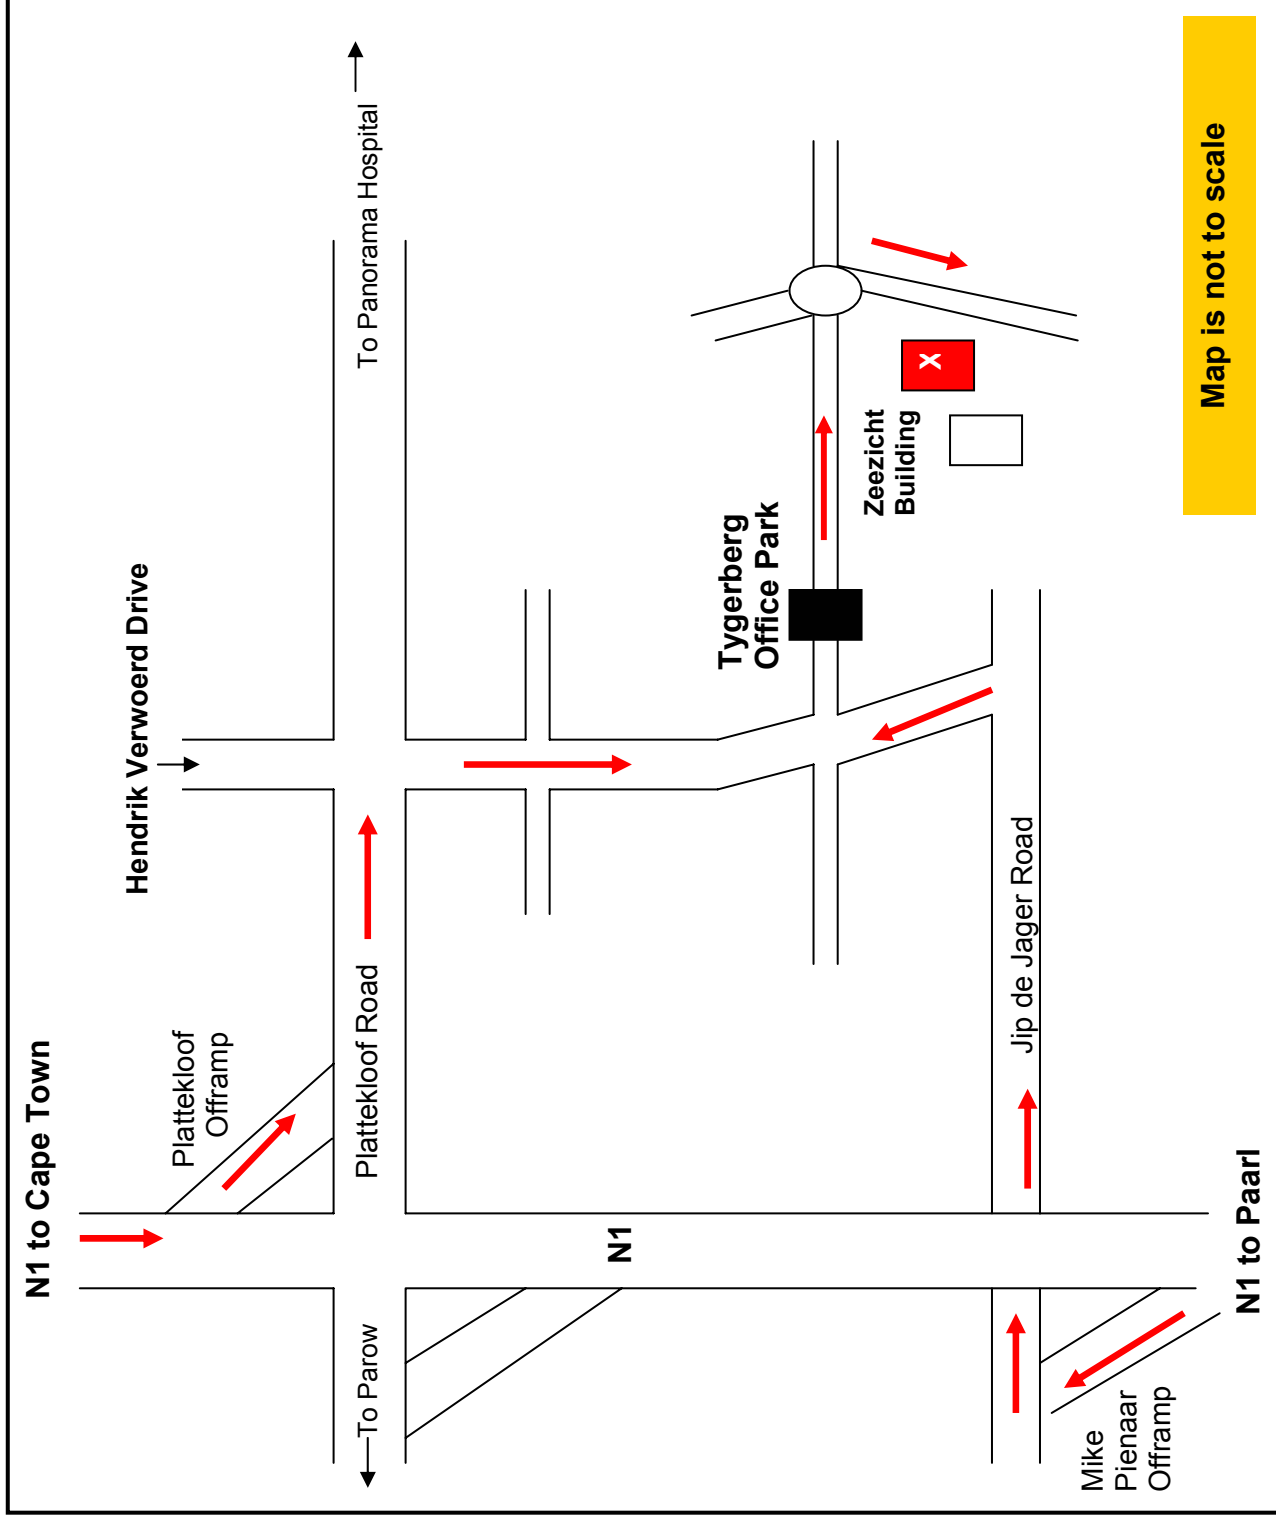 N1 to Cape Town
Plattekloof
Offramp
Hendrik Verwoerd Drive
To Parow
Plattekloof Road
To Panorama Hospital
N1
Tygerberg
Office Park
Zeezicht
Building
X
Mike
Pienaar
Offramp
Jip de Jager Road
N1 to Paarl
Map is not to scale